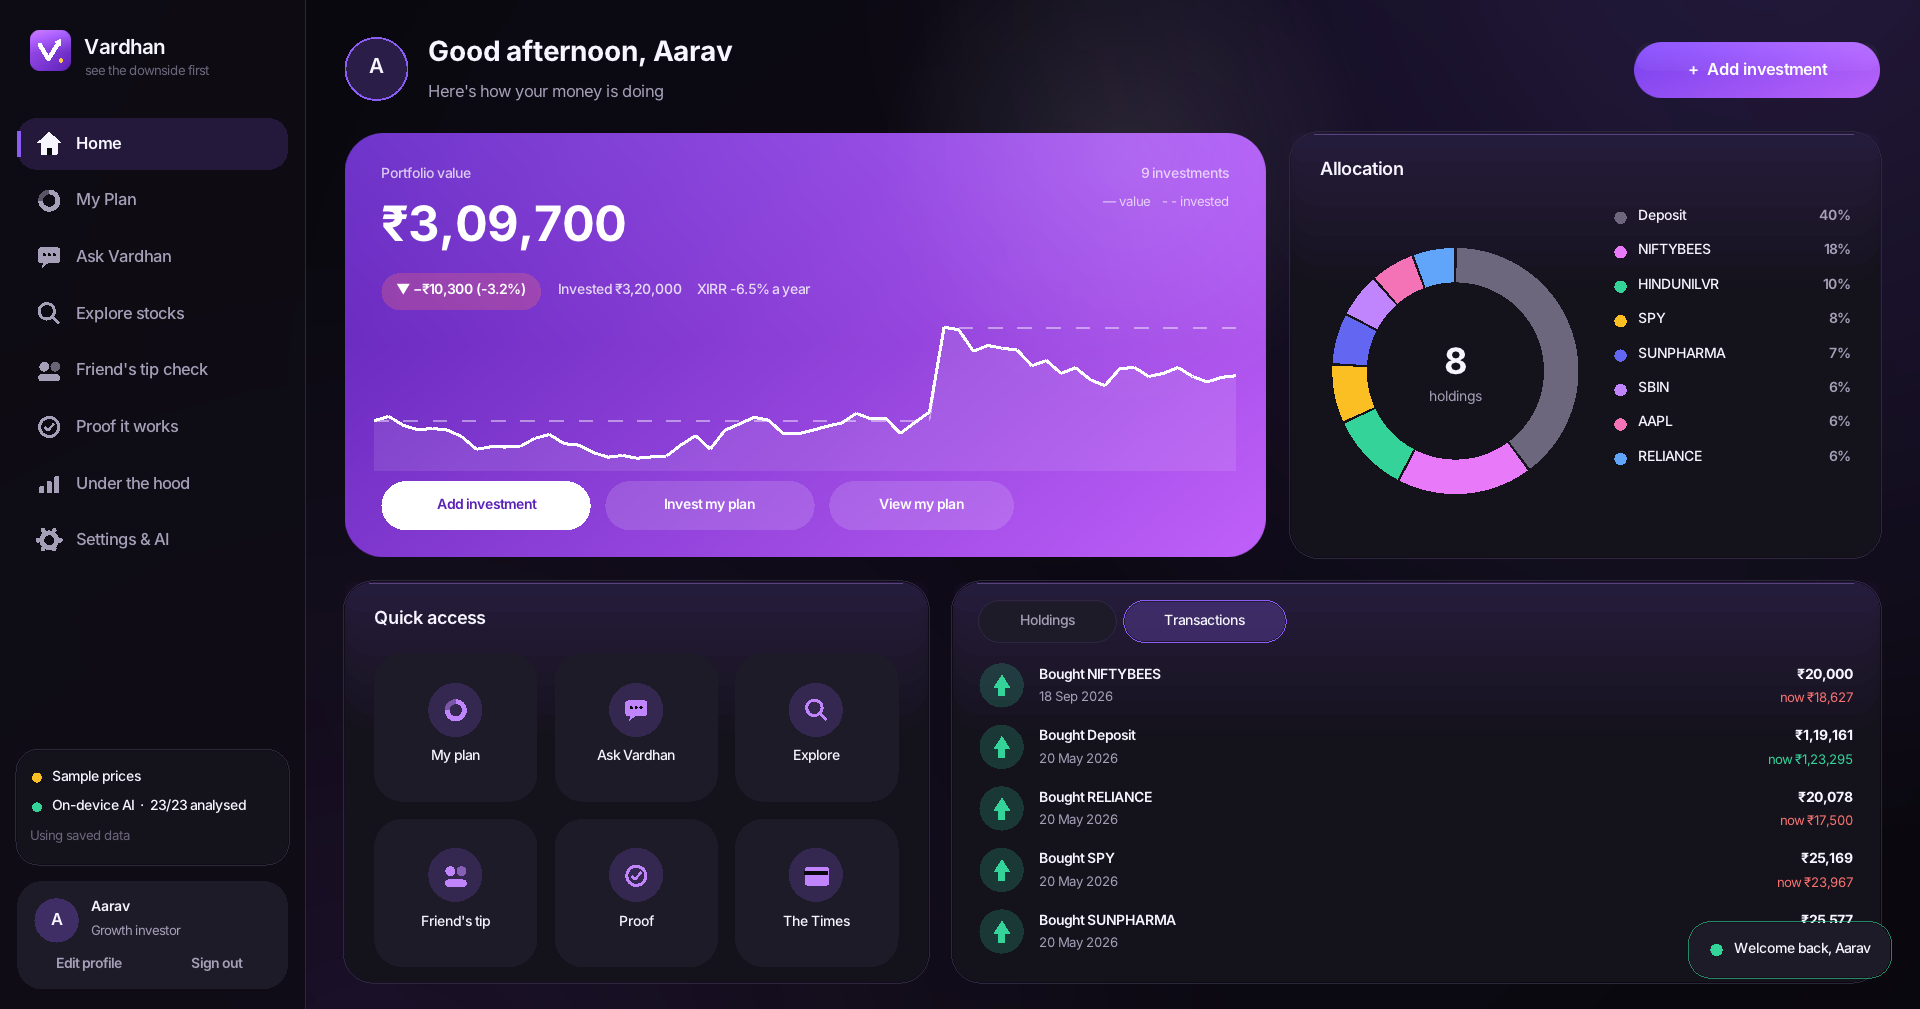 Vardhan
see the downside first
Home
My Plan
Ask Vardhan
Explore stocks
Friend's tip check
Proof it works
Under the hood
Settings & AI
Sample prices
On-device AI · 23/23 analysed
Using saved data
A
Aarav
Growth investor
Edit profile
Sign out
A
Good afternoon, Aarav
Here's how your money is doing
+ Add investment
Portfolio value
9 investments
₹3,09,700
— value - - invested
▼ −₹10,300 (-3.2%)
Invested ₹3,20,000
XIRR -6.5% a year
Add investment
Invest my plan
View my plan
Allocation
8
holdings
Deposit 40%
NIFTYBEES 18%
HINDUNILVR 10%
SPY 8%
SUNPHARMA 7%
SBIN 6%
AAPL 6%
RELIANCE 6%
Quick access
My plan
Ask Vardhan
Explore
Friend's tip
Proof
The Times
Holdings
Transactions
Bought NIFTYBEES ₹20,000
18 Sep 2026 now ₹18,627
Bought Deposit ₹1,19,161
20 May 2026 now ₹1,23,295
Bought RELIANCE ₹20,078
20 May 2026 now ₹17,500
Bought SPY ₹25,169
20 May 2026 now ₹23,967
Bought SUNPHARMA ₹25,577
20 May 2026
Welcome back, Aarav